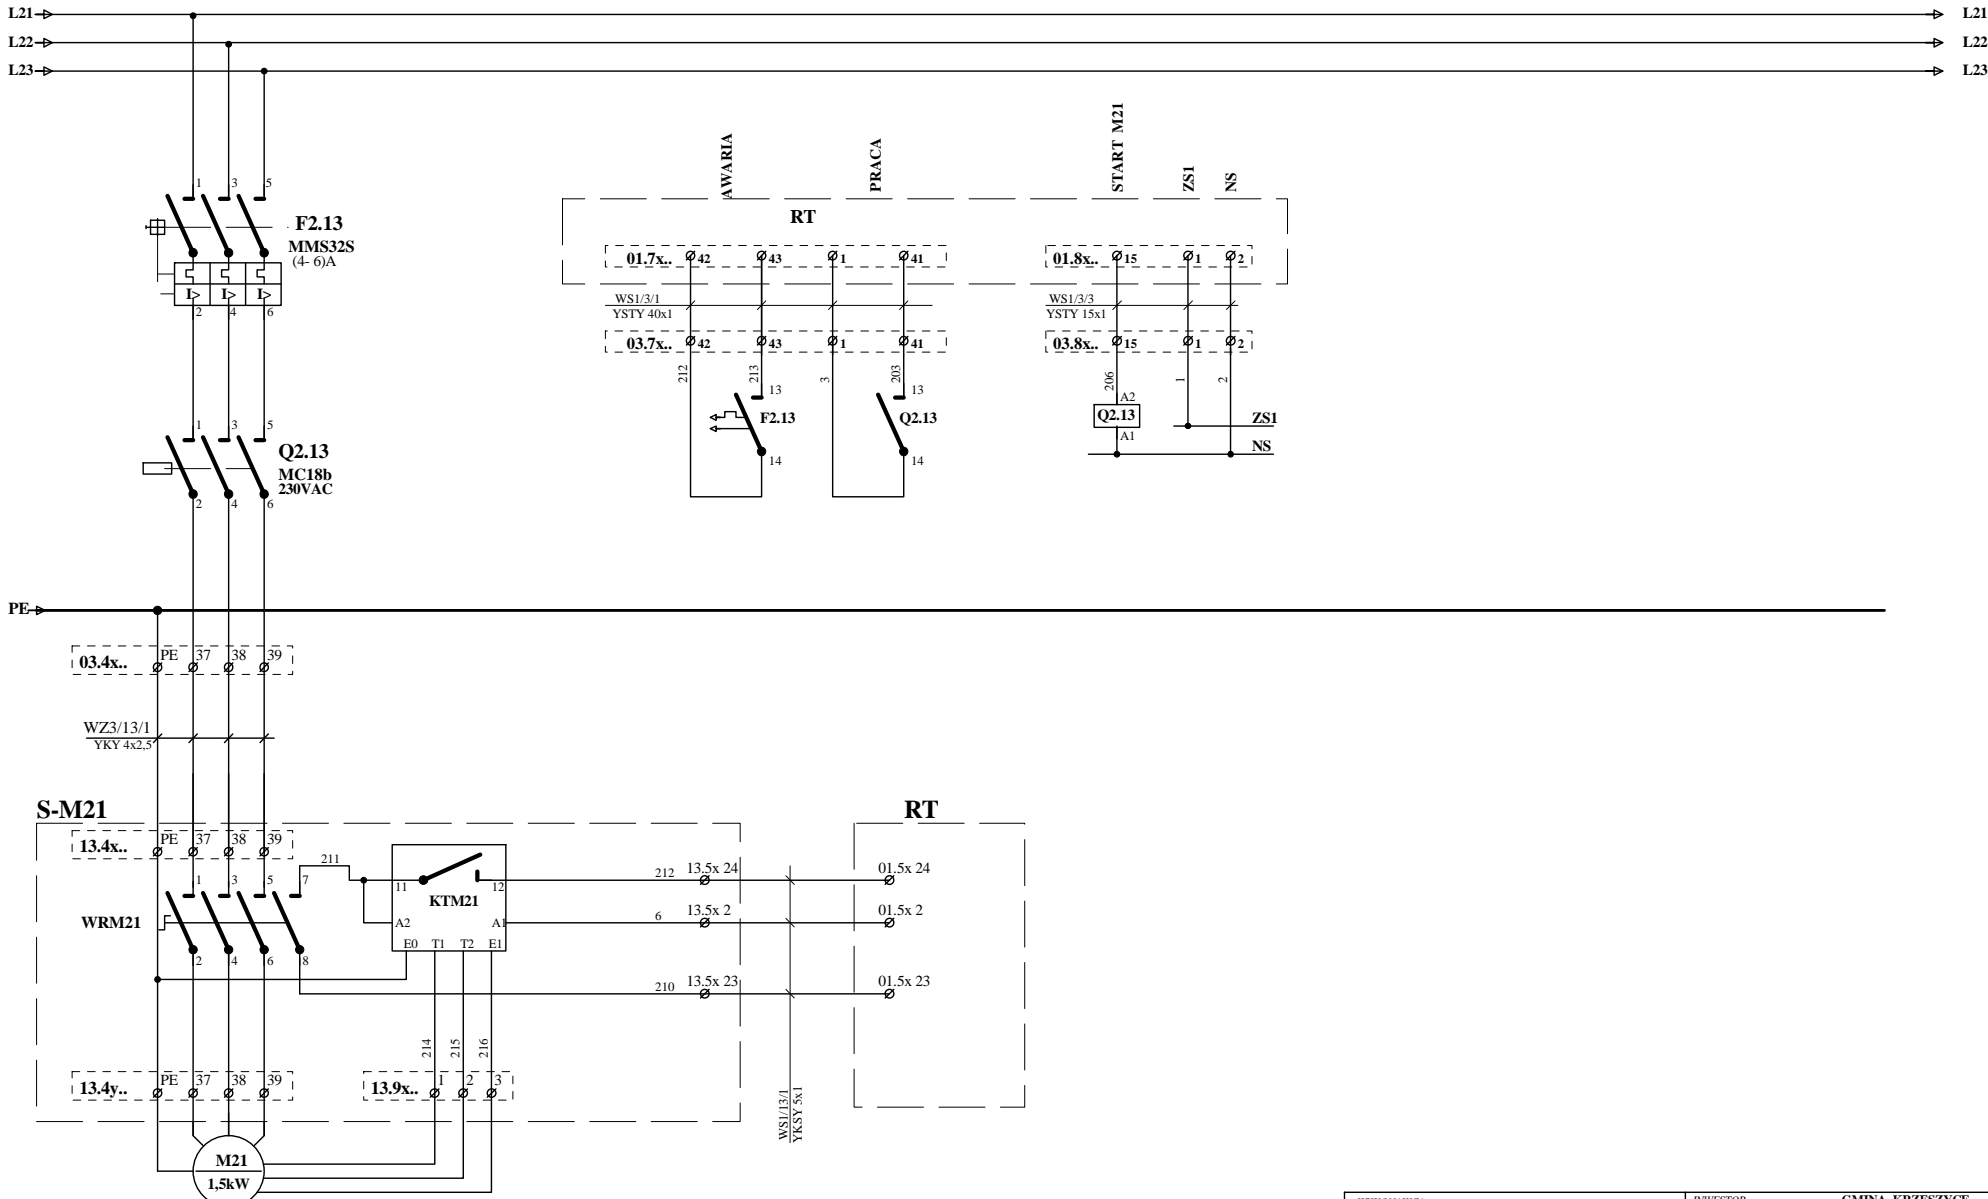 L21 L21
L22 L22
L23 L23
AWARIA
PRACA
START M21
ZS1
NS
1 3 5
F2.13
MMS32S
(4- 6)A
I> I> I>
2 4 6
RT
01.7x.. 42 43 1 41
01.8x.. 15 1 2
WS1/3/1
YSTY 40x1
WS1/3/3
YSTY 15x1
03.7x.. 42 43 1 41
03.8x.. 15 1 2
212 213 3 203 206 1 2
13 F2.13 14
13 Q2.13 14
A2
Q2.13
A1
ZS1
NS
1 3 5
Q2.13
MC18b
230VAC
2 4 6
PE
03.4x.. PE 37 38 39
WZ3/13/1
YKY 4x2,5
S-M21
RT
13.4x.. PE 37 38 39
1 3 5 7
211
11 12
KTM21
A2 A1
E0 T1 T2 E1
WRM21
2 4 6 8
212 13.5x 24 01.5x 24
6 13.5x 2 01.5x 2
210 13.5x 23 01.5x 23
214 215 216
13.4y.. PE 37 38 39
13.9x.. 1 2 3
WS1/13/1
YKSY 5x1
M21
1,5kW
INWESTOR
GMINA KRZESZYCE